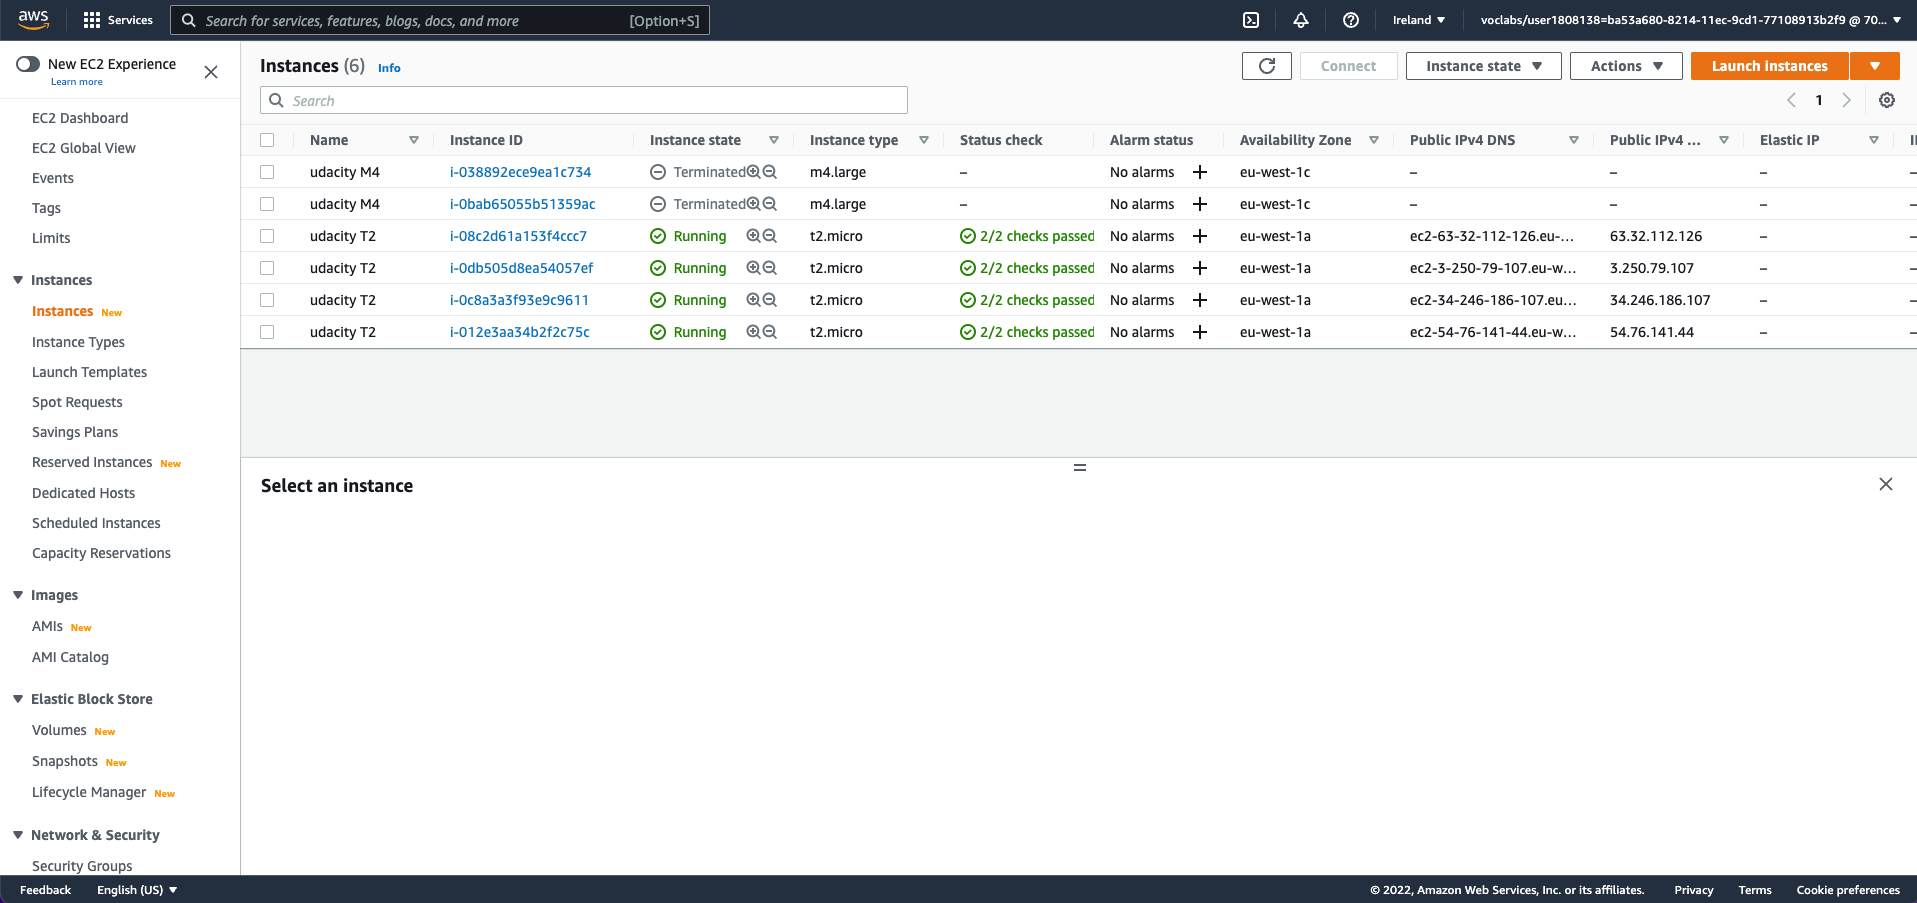 aws Services Search for services, features, blogs, docs, and more [Option+S] Ireland voclabs/user1808138=ba53a680-8214-11ec-9cd1-77108913b2f9 @ 70...
New EC2 Experience
Learn more
EC2 Dashboard
EC2 Global View
Events
Tags
Limits
Instances
Instances New
Instance Types
Launch Templates
Spot Requests
Savings Plans
Reserved Instances New
Dedicated Hosts
Scheduled Instances
Capacity Reservations
Images
AMIs New
AMI Catalog
Elastic Block Store
Volumes New
Snapshots New
Lifecycle Manager New
Network & Security
Security Groups
Instances (6) Info Connect Instance state Actions Launch instances
Search 1
Name Instance ID Instance state Instance type Status check Alarm status Availability Zone Public IPv4 DNS Public IPv4 ... Elastic IP
udacity M4 i-038892ece9ea1c734 Terminated m4.large – No alarms + eu-west-1c – – – –
udacity M4 i-0bab65055b51359ac Terminated m4.large – No alarms + eu-west-1c – – – –
udacity T2 i-08c2d61a153f4ccc7 Running t2.micro 2/2 checks passed No alarms + eu-west-1a ec2-63-32-112-126.eu-... 63.32.112.126 – –
udacity T2 i-0db505d8ea54057ef Running t2.micro 2/2 checks passed No alarms + eu-west-1a ec2-3-250-79-107.eu-w... 3.250.79.107 – –
udacity T2 i-0c8a3a3f93e9c9611 Running t2.micro 2/2 checks passed No alarms + eu-west-1a ec2-34-246-186-107.eu... 34.246.186.107 – –
udacity T2 i-012e3aa34b2f2c75c Running t2.micro 2/2 checks passed No alarms + eu-west-1a ec2-54-76-141-44.eu-w... 54.76.141.44 – –
Select an instance
Feedback English (US) © 2022, Amazon Web Services, Inc. or its affiliates. Privacy Terms Cookie preferences